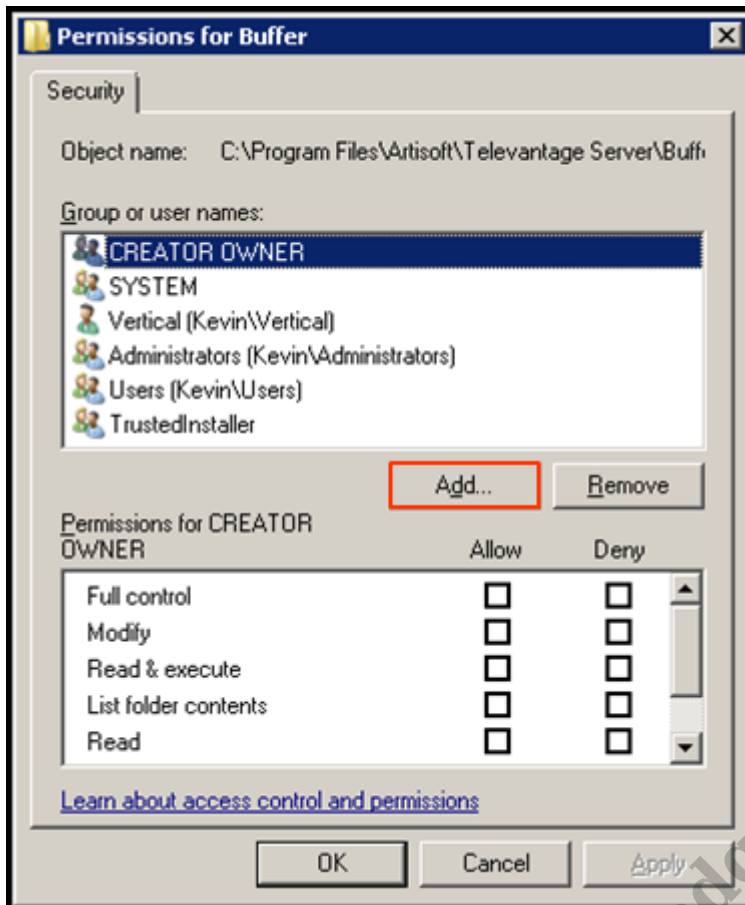 Permissions for Buffer
Security
Object name: C:\Program Files\Artisoft\Televantage Server\Buff
Group or user names:
CREATOR OWNER
SYSTEM
Vertical (Kevin\Vertical)
Administrators (Kevin\Administrators)
Users (Kevin\Users)
TrustedInstaller
Add... Remove
Permissions for CREATOR
OWNER Allow Deny
Full control
Modify
Read & execute
List folder contents
Read
Learn about access control and permissions
OK Cancel Apply